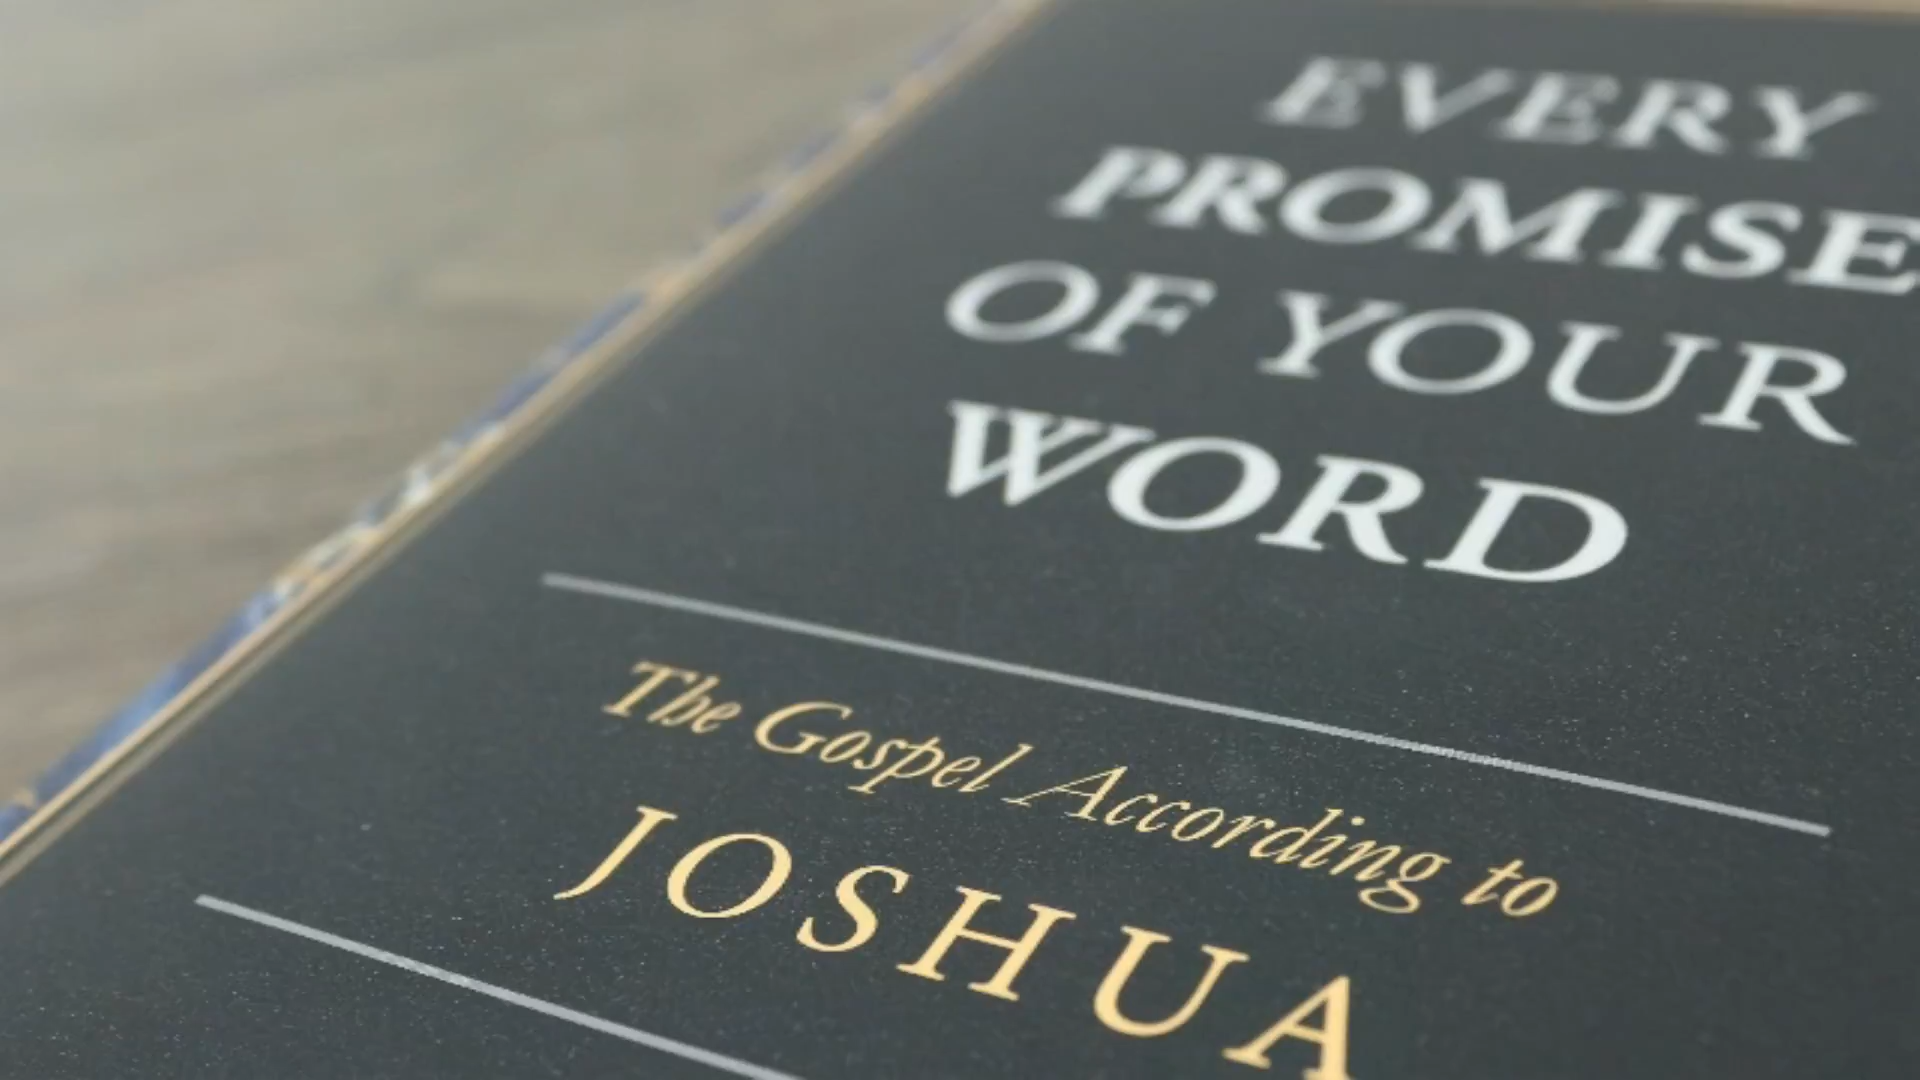 EVERY
PROMISE
OF YOUR
WORD
The Gospel According to
JOSHUA